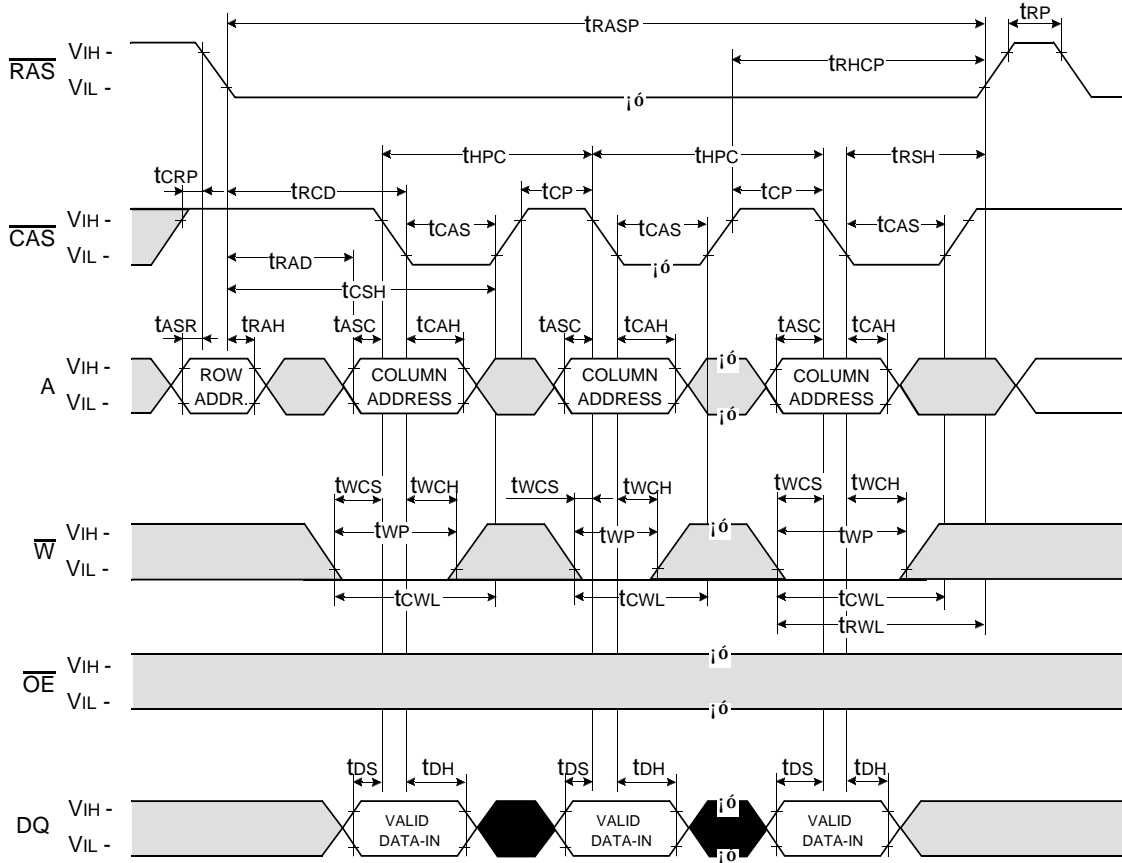 tRASP
tRP
VIH -
RAS
VIL -
tRHCP
¡ó
tHPC
tHPC
tRSH
tCRP
tRCD
tCP
tCP
VIH -
CAS
VIL -
tCAS
tCAS
tCAS
tRAD
¡ó
tCSH
tASR
tRAH
tASC
tCAH
tASC
tCAH
tASC
tCAH
VIH -
A
VIL -
ROW
ADDR.
COLUMN
ADDRESS
COLUMN
ADDRESS
¡ó
¡ó
COLUMN
ADDRESS
tWCS
tWCH
tWCS
tWCH
tWCS
tWCH
VIH -
W
VIL -
tWP
tWP
¡ó
tWP
tCWL
tCWL
tCWL
tRWL
VIH -
OE
VIL -
¡ó
¡ó
tDS
tDH
tDS
tDH
tDS
tDH
VIH -
DQ
VIL -
VALID
DATA-IN
VALID
DATA-IN
¡ó
¡ó
VALID
DATA-IN